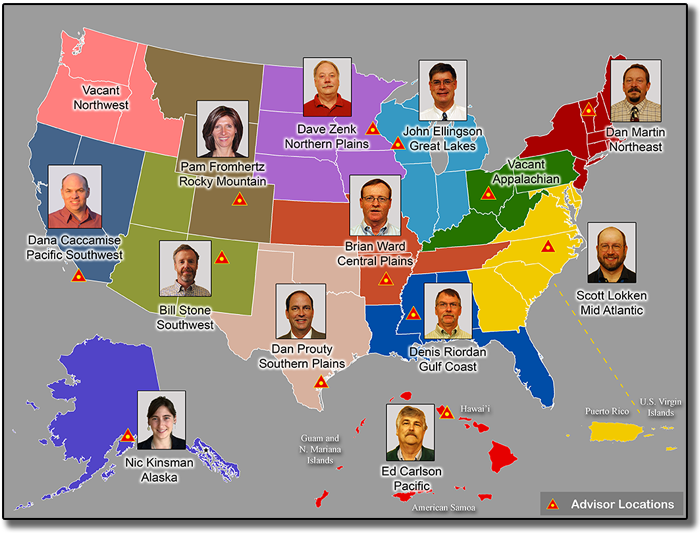 Vacant
Northwest
Pam Fromhertz
Rocky Mountain
Dave Zenk
Northern Plains
John Ellingson
Great Lakes
Dan Martin
Northeast
Vacant
Appalachian
Dana Caccamise
Pacific Southwest
Bill Stone
Southwest
Brian Ward
Central Plains
Scott Lokken
Mid Atlantic
Dan Prouty
Southern Plains
Denis Riordan
Gulf Coast
Nic Kinsman
Alaska
Guam and
N. Mariana
Islands
Hawai'i
Ed Carlson
Pacific
American Samoa
Puerto Rico
U.S. Virgin
Islands
Advisor Locations